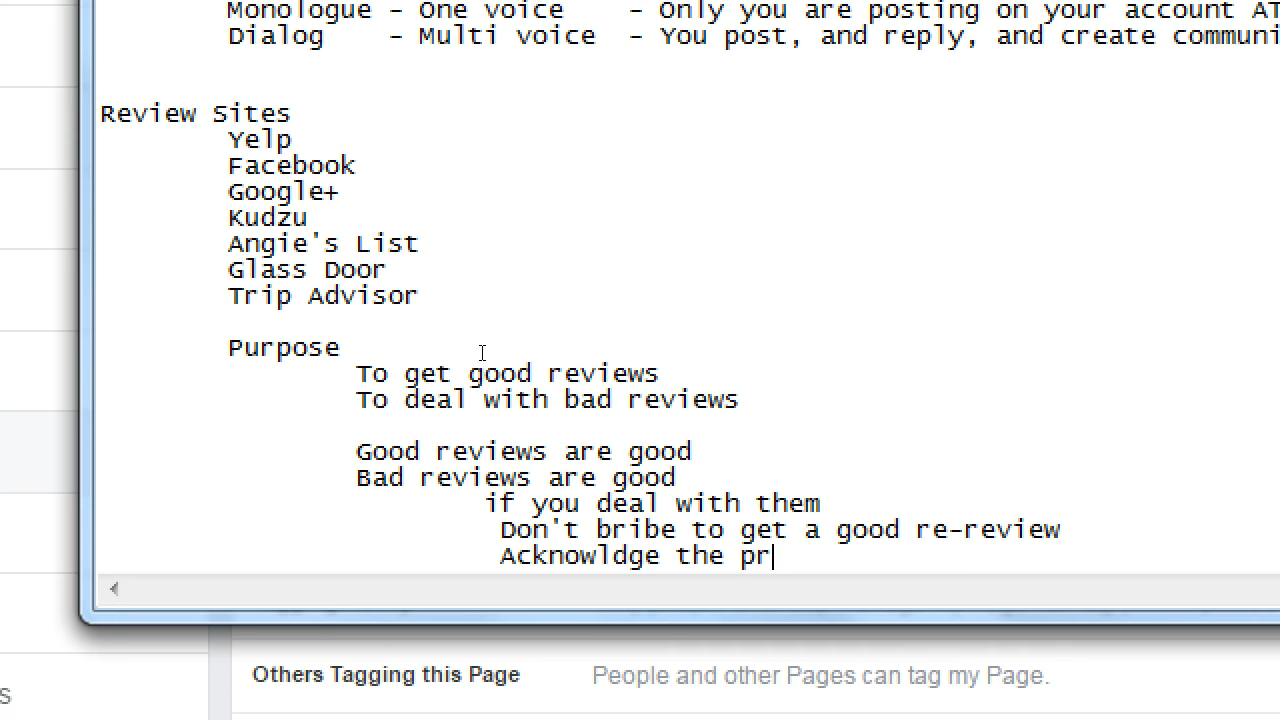 Monologue - One voice - Only you are posting on your account AT
Dialog - Multi voice - You post, and reply, and create communi
Review Sites
Yelp
Facebook
Google+
Kudzu
Angie's List
Glass Door
Trip Advisor
Purpose
To get good reviews
To deal with bad reviews
Good reviews are good
Bad reviews are good
if you deal with them
Don't bribe to get a good re-review
Acknowldge the pr
Others Tagging this Page People and other Pages can tag my Page.
s